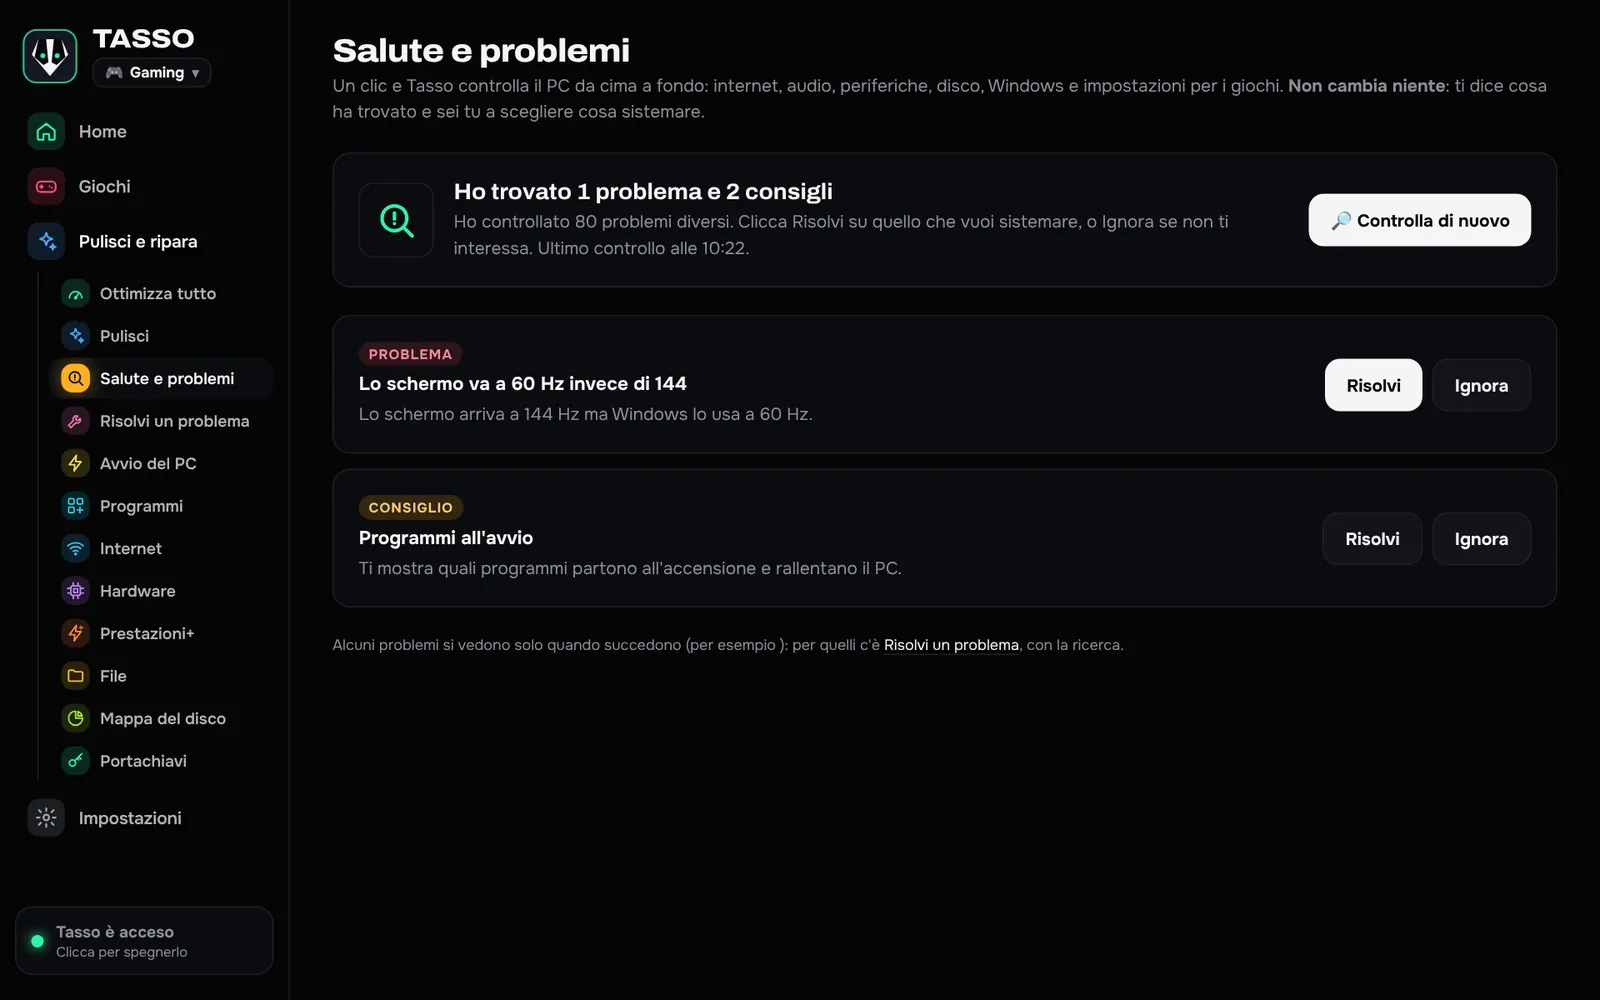 TASSO
🎮 Gaming ▾
Home
Giochi
Pulisci e ripara
Ottimizza tutto
Pulisci
Salute e problemi
Risolvi un problema
Avvio del PC
Programmi
Internet
Hardware
Prestazioni+
File
Mappa del disco
Portachiavi
Impostazioni
Tasso è acceso
Clicca per spegnerlo
Salute e problemi
Un clic e Tasso controlla il PC da cima a fondo: internet, audio, periferiche, disco, Windows e impostazioni per i giochi. Non cambia niente: ti dice cosa
ha trovato e sei tu a scegliere cosa sistemare.
Ho trovato 1 problema e 2 consigli
Ho controllato 80 problemi diversi. Clicca Risolvi su quello che vuoi sistemare, o Ignora se non ti
interessa. Ultimo controllo alle 10:22.
🔎 Controlla di nuovo
PROBLEMA
Lo schermo va a 60 Hz invece di 144
Lo schermo arriva a 144 Hz ma Windows lo usa a 60 Hz.
Risolvi
Ignora
CONSIGLIO
Programmi all'avvio
Ti mostra quali programmi partono all'accensione e rallentano il PC.
Risolvi
Ignora
Alcuni problemi si vedono solo quando succedono (per esempio ): per quelli c'è Risolvi un problema, con la ricerca.